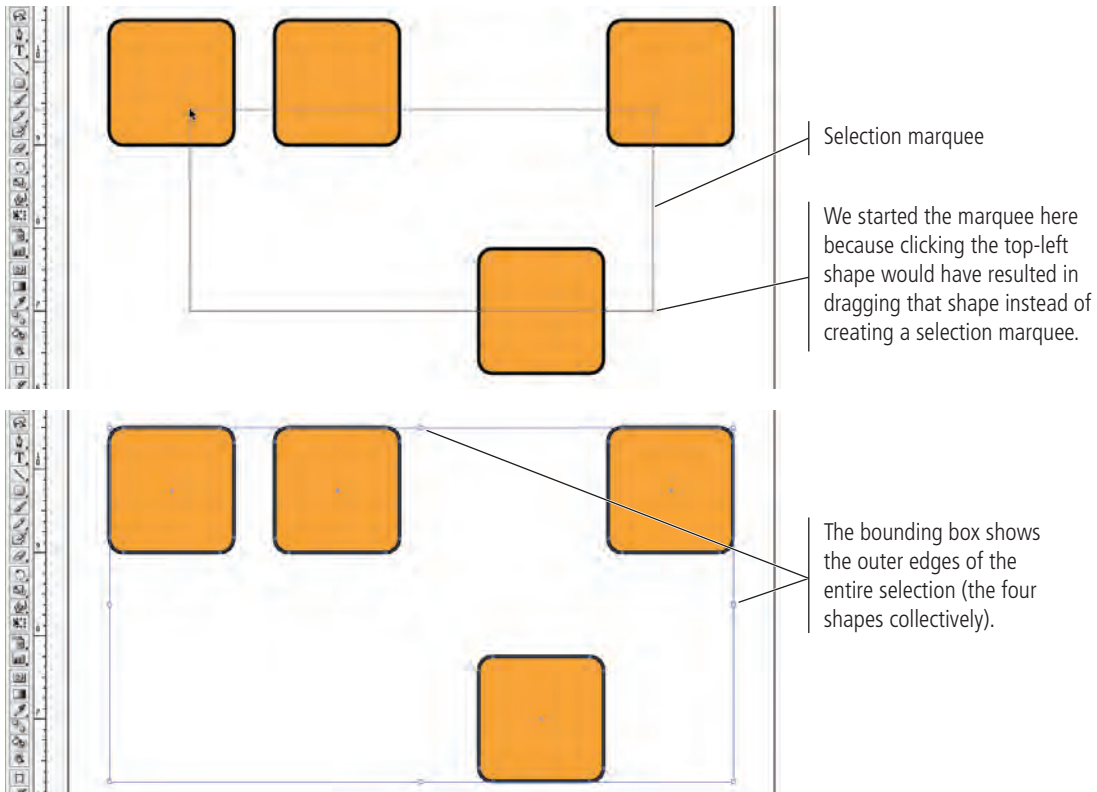 Selection marquee
We started the marquee here
because clicking the top-left
shape would have resulted in
dragging that shape instead of
creating a selection marquee.
The bounding box shows
the outer edges of the
entire selection (the four
shapes collectively).